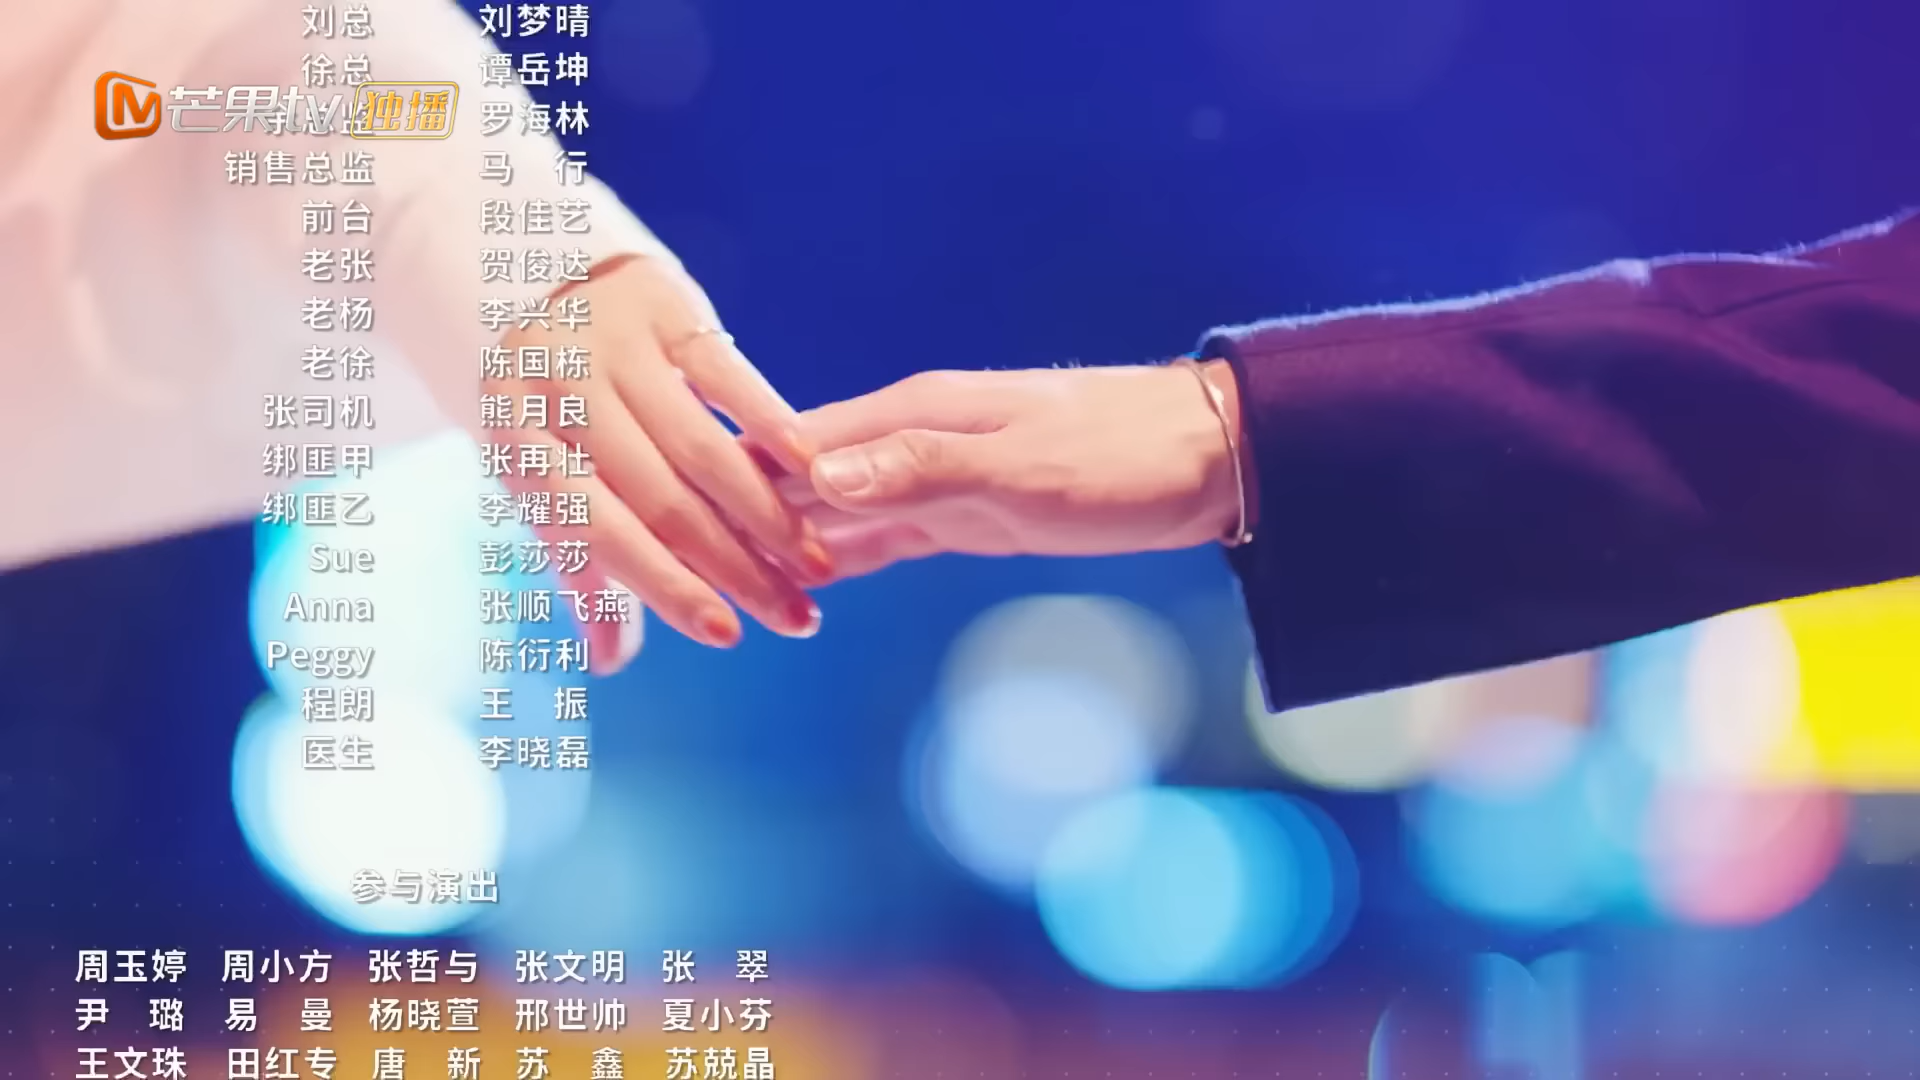 刘总 刘梦晴
徐总 谭岳坤
芒果tv 独播
总监 罗海林
销售总监 马 行
前台 段佳艺
老张 贺俊达
老杨 李兴华
老徐 陈国栋
张司机 熊月良
绑匪甲 张再壮
绑匪乙 李耀强
Sue 彭莎莎
Anna 张顺飞燕
Peggy 陈衍利
程朗 王 振
医生 李晓磊
参与演出
周玉婷 周小方 张哲与 张文明 张 翠
尹 璐 易 曼 杨晓萱 邢世帅 夏小芬
王文珠 田红专 唐 新 苏 鑫 苏兢晶